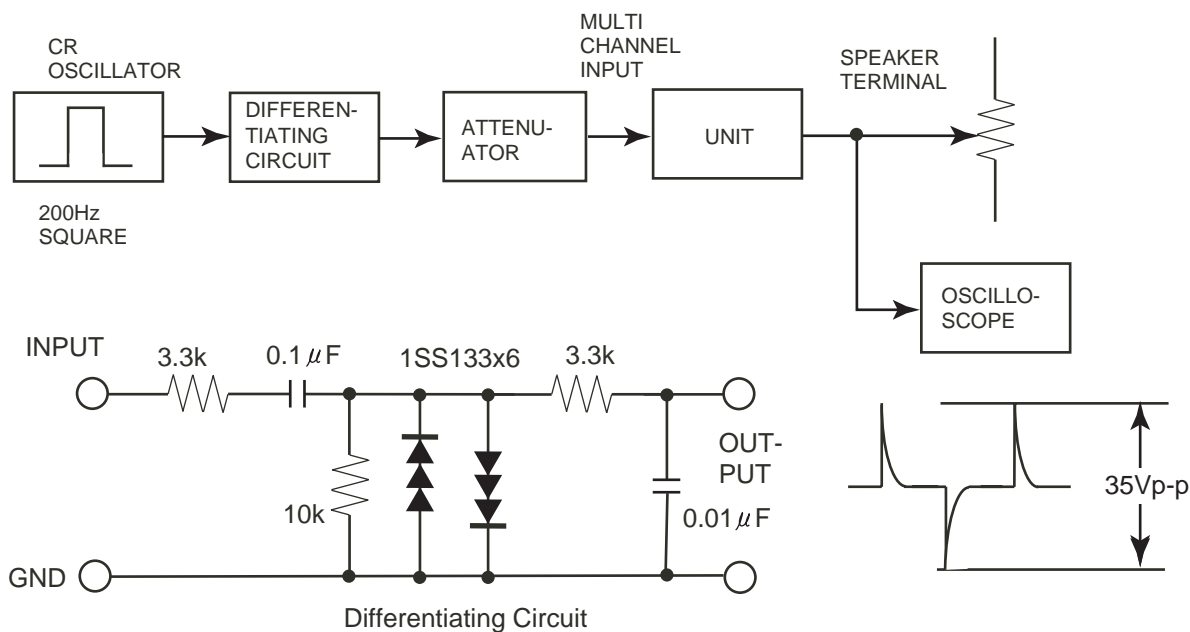 CR
OSCILLATOR
MULTI
CHANNEL
INPUT
SPEAKER
TERMINAL
DIFFEREN-
TIATING
CIRCUIT
ATTENU-
ATOR
UNIT
200Hz
SQUARE
OSCILLO-
SCOPE
INPUT
3.3k
0.1μF
1SS133x6
3.3k
10k
OUT-
PUT
0.01μF
35Vp-p
GND
Differentiating Circuit